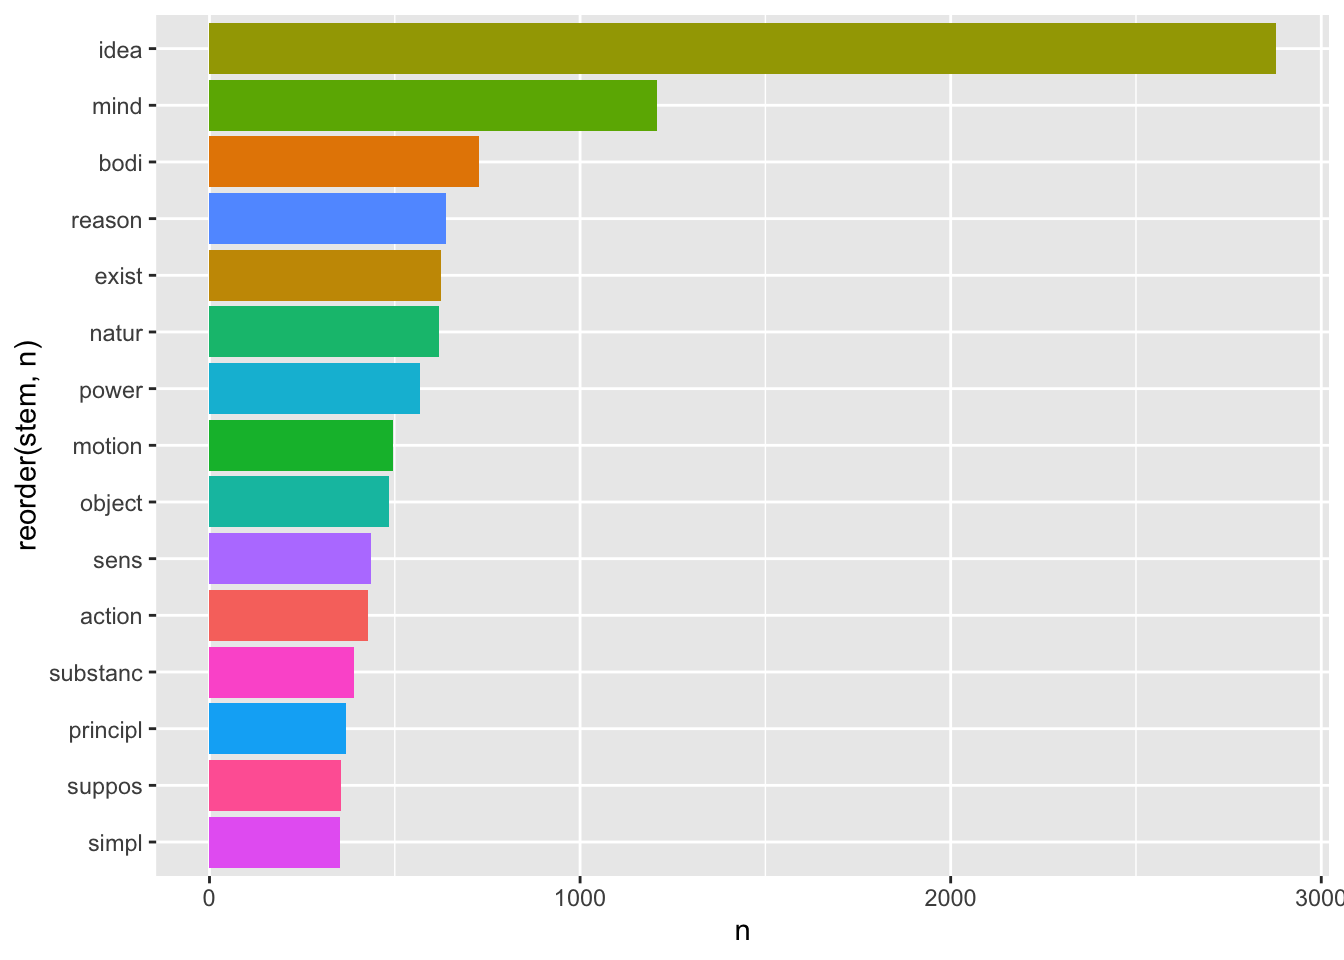 idea
mind
bodi
reason
exist
natur
power
motion
object
sens
action
substanc
principl
suppos
simpl
reorder(stem, n)
0 1000 2000 3000
n